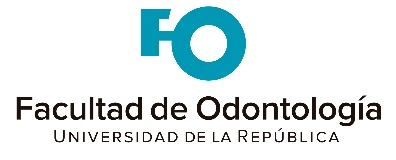 FO
Facultad de Odontología
UNIVERSIDAD DE LA REPÚBLICA